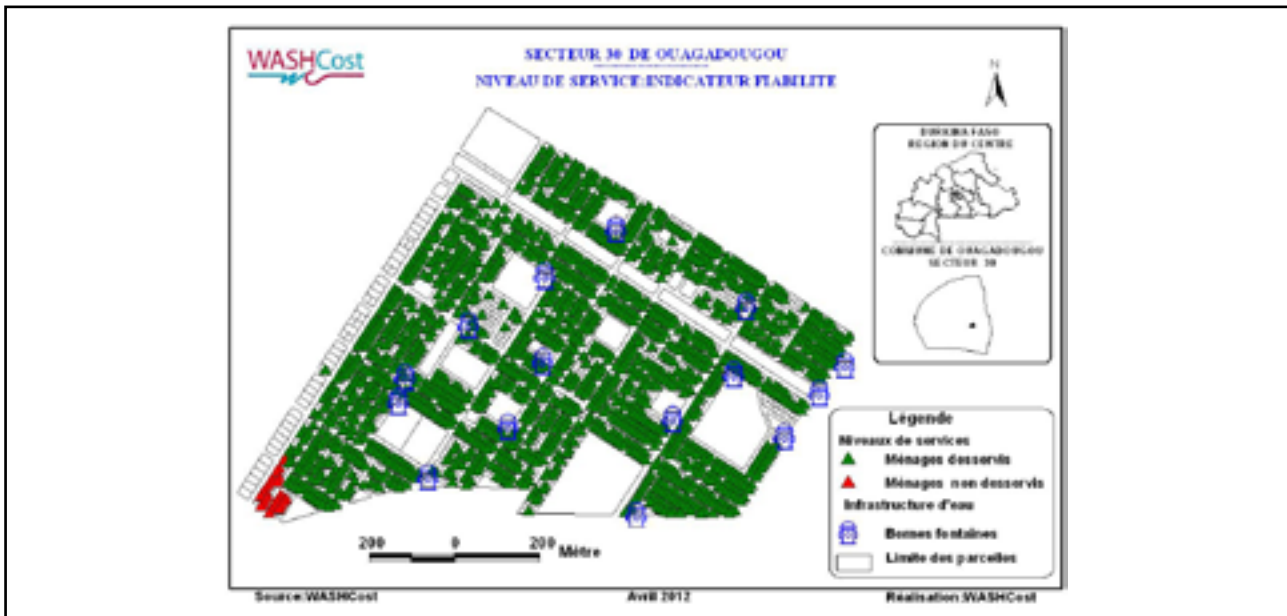 WASHCost
SECTEUR 30 DE OUAGADOUGOU
NIVEAU DE SERVICE:INDICATEUR FIABILITE
N
BURKINA FASO
REGION DU CENTRE
COMMUNE DE OUAGADOUGOU
SECTEUR 30
Légende
Niveaux de services
Ménages desservis
Ménages non desservis
Infrastructure d'eau
Bornes fontaines
Limite des parcelles
200 0 200 Mètre
Source:WASHCost
Avril 2012
Réalisation:WASHCost